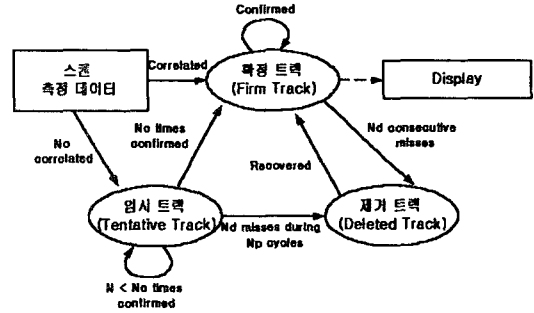 Confirmed
스캔
측정 데이터
Correlated
확정 트랙
(Firm Track)
Display
No
correlated
No times
confirmed
Recovered
Nd consecutive
misses
임시 트랙
(Tentative Track)
Nd misses during
Np cycles
제거 트랙
(Deleted Track)
N < No times
confirmed